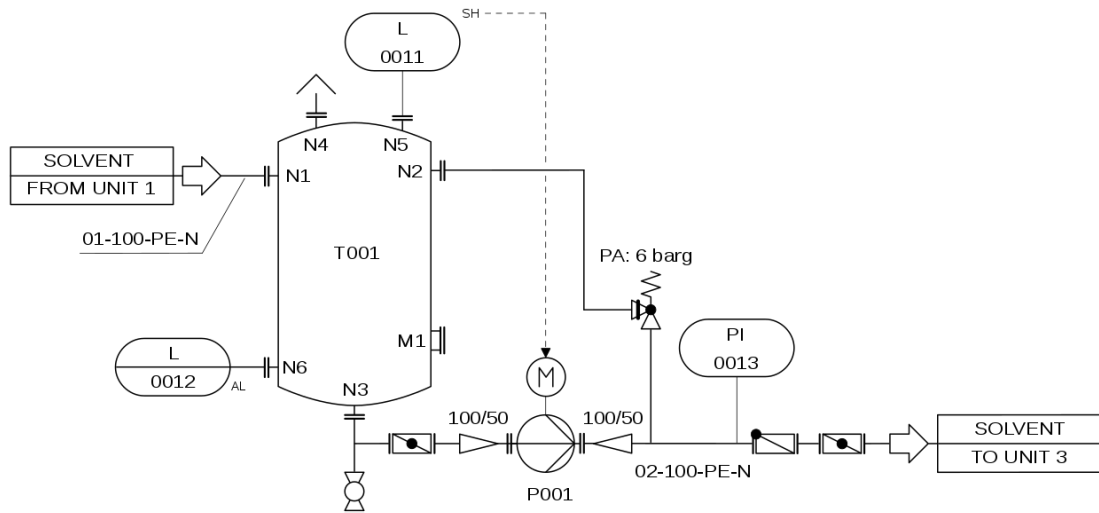 L
0011
SH
N4
N5
SOLVENT
FROM UNIT 1
N1
N2
01-100-PE-N
T001
PA: 6 barg
M1
PI
0013
L
0012
AL
N6
N3
M
100/50
100/50
SOLVENT
TO UNIT 3
02-100-PE-N
P001